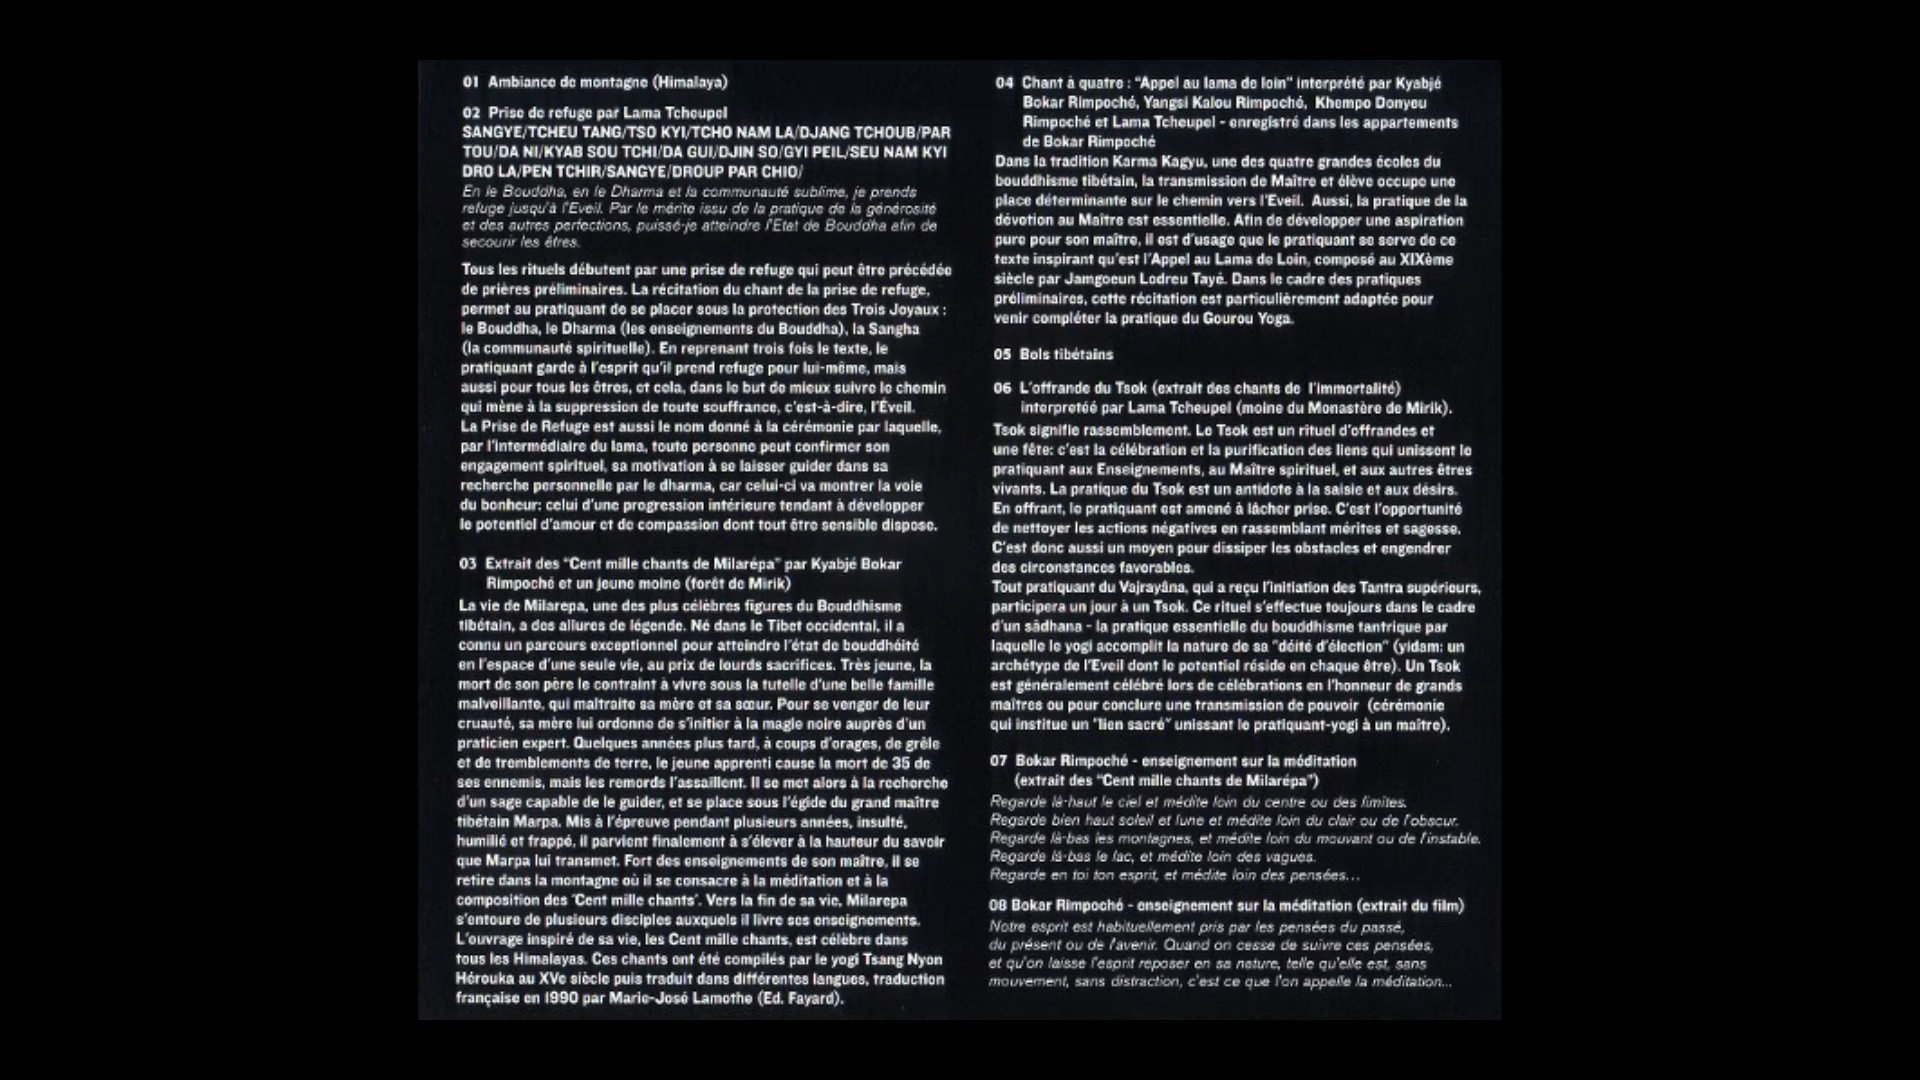 01 Ambiance de montagne (Himalaya)
02 Prise de refuge par Lama Tcheupel
SANGYE/TCHEU TANG/TSO KYI/TCHO NAM LA/DJANG TCHOUB/PAR
TOU/DA NI/KYAB SOU TCHI/DA GUI/DJIN SO/GYI PEIL/SEU NAM KYI
DRO LA/PEN TCHIR/SANGYE/DROUP PAR CHIO/
En le Bouddha, en le Dharma et la communauté sublime, je prends
refuge jusqu'à l'Eveil. Par le mérite issu de la pratique de la générosité
et des autres perfections, puissé-je atteindre l'Etat de Bouddha afin de
secourir les êtres.
Tous les rituels débutent par une prise de refuge qui peut être précédée
de prières préliminaires. La récitation du chant de la prise de refuge,
permet au pratiquant de se placer sous la protection des Trois Joyaux :
le Bouddha, le Dharma (les enseignements du Bouddha), la Sangha
(la communauté spirituelle). En reprenant trois fois le texte, le
pratiquant garde à l'esprit qu'il prend refuge pour lui-même, mais
aussi pour tous les êtres, et cela, dans le but de mieux suivre le chemin
qui mène à la suppression de toute souffrance, c'est-à-dire, l'Éveil.
La Prise de Refuge est aussi le nom donné à la cérémonie par laquelle,
par l'intermédiaire du lama, toute personne peut confirmer son
engagement spirituel, sa motivation à se laisser guider dans sa
recherche personnelle par le dharma, car celui-ci va montrer la voie
du bonheur: celui d'une progression intérieure tendant à développer
le potentiel d'amour et de compassion dont tout être sensible dispose.
03 Extrait des "Cent mille chants de Milarépa" par Kyabjé Bokar
Rimpoché et un jeune moine (forêt de Mirik)
La vie de Milarepa, une des plus célèbres figures du Bouddhisme
tibétain, a des allures de légende. Né dans le Tibet occidental, il a
connu un parcours exceptionnel pour atteindre l'état de bouddhéité
en l'espace d'une seule vie, au prix de lourds sacrifices. Très jeune, la
mort de son père le contraint à vivre sous la tutelle d'une belle famille
malveillante, qui maltraite sa mère et sa sœur. Pour se venger de leur
cruauté, sa mère lui ordonne de s'initier à la magie noire auprès d'un
praticien expert. Quelques années plus tard, à coups d'orages, de grêle
et de tremblements de terre, le jeune apprenti cause la mort de 35 de
ses ennemis, mais les remords l'assaillent. Il se met alors à la recherche
d'un sage capable de le guider, et se place sous l'égide du grand maître
tibétain Marpa. Mis à l'épreuve pendant plusieurs années, insulté,
humilié et frappé, il parvient finalement à s'élever à la hauteur du savoir
que Marpa lui transmet. Fort des enseignements de son maître, il se
retire dans la montagne où il se consacre à la méditation et à la
composition des 'Cent mille chants'. Vers la fin de sa vie, Milarepa
s'entoure de plusieurs disciples auxquels il livre ses enseignements.
L'ouvrage inspiré de sa vie, les Cent mille chants, est célèbre dans
tous les Himalayas. Ces chants ont été compilés par le yogi Tsang Nyon
Hérouka au XVe siècle puis traduit dans différentes langues, traduction
française en 1990 par Marie-José Lamothe (Ed. Fayard).
04 Chant à quatre : "Appel au lama de loin" interprété par Kyabjé
Bokar Rimpoché, Yangsi Kalou Rimpoché, Khempo Donyeu
Rimpoché et Lama Tcheupel - enregistré dans les appartements
de Bokar Rimpoché
Dans la tradition Karma Kagyu, une des quatre grandes écoles du
bouddhisme tibétain, la transmission de Maître et élève occupe une
place déterminante sur le chemin vers l'Eveil. Aussi, la pratique de la
dévotion au Maître est essentielle. Afin de développer une aspiration
pure pour son maître, il est d'usage que le pratiquant se serve de ce
texte inspirant qu'est l'Appel au Lama de Loin, composé au XIXème
siècle par Jamgoeun Lodreu Tayé. Dans le cadre des pratiques
préliminaires, cette récitation est particulièrement adaptée pour
venir compléter la pratique du Gourou Yoga.
05 Bols tibétains
06 L'offrande du Tsok (extrait des chants de l'immortalité)
interpretéé par Lama Tcheupel (moine du Monastère de Mirik).
Tsok signifie rassemblement. Le Tsok est un rituel d'offrandes et
une fête: c'est la célébration et la purification des liens qui unissent le
pratiquant aux Enseignements, au Maître spirituel, et aux autres êtres
vivants. La pratique du Tsok est un antidote à la saisie et aux désirs.
En offrant, le pratiquant est amené à lâcher prise. C'est l'opportunité
de nettoyer les actions négatives en rassemblant mérites et sagesse.
C'est donc aussi un moyen pour dissiper les obstacles et engendrer
des circonstances favorables.
Tout pratiquant du Vajrayâna, qui a reçu l'initiation des Tantra supérieurs,
participera un jour à un Tsok. Ce rituel s'effectue toujours dans le cadre
d'un sâdhana - la pratique essentielle du bouddhisme tantrique par
laquelle le yogi accomplit la nature de sa "déité d'élection" (yidam: un
archétype de l'Eveil dont le potentiel réside en chaque être). Un Tsok
est généralement célébré lors de célébrations en l'honneur de grands
maîtres ou pour conclure une transmission de pouvoir (cérémonie
qui institue un "lien sacré" unissant le pratiquant-yogi à un maître).
07 Bokar Rimpoché - enseignement sur la méditation
(extrait des "Cent mille chants de Milarépa")
Regarde là-haut le ciel et médite loin du centre ou des limites.
Regarde bien haut soleil et lune et médite loin du clair ou de l'obscur.
Regarde là-bas les montagnes, et médite loin du mouvant ou de l'instable.
Regarde là-bas le lac, et médite loin des vagues.
Regarde en toi ton esprit, et médite loin des pensées...
08 Bokar Rimpoché - enseignement sur la méditation (extrait du film)
Notre esprit est habituellement pris par les pensées du passé,
du présent ou de l'avenir. Quand on cesse de suivre ces pensées,
et qu'on laisse l'esprit reposer en sa nature, telle qu'elle est, sans
mouvement, sans distraction, c'est ce que l'on appelle la méditation...